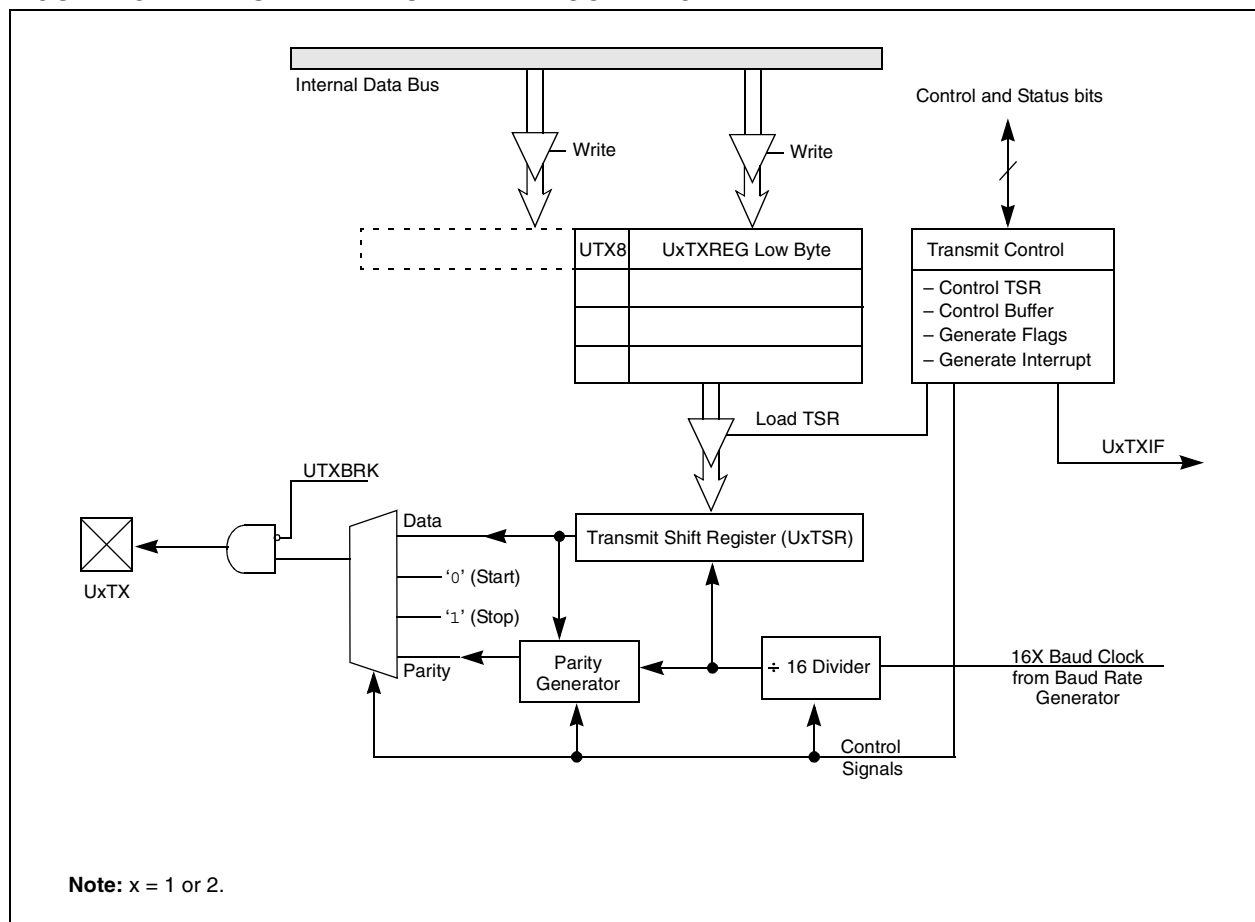 Internal Data Bus
Control and Status bits
Write
Write
UTX8
UxTXREG Low Byte
Transmit Control
– Control TSR
– Control Buffer
– Generate Flags
– Generate Interrupt
Load TSR
UxTXIF
UTXBRK
Data
Transmit Shift Register (UxTSR)
UxTX
‘0’ (Start)
‘1’ (Stop)
Parity
Parity
Generator
÷ 16 Divider
16X Baud Clock
from Baud Rate
Generator
Control
Signals
Note: x = 1 or 2.